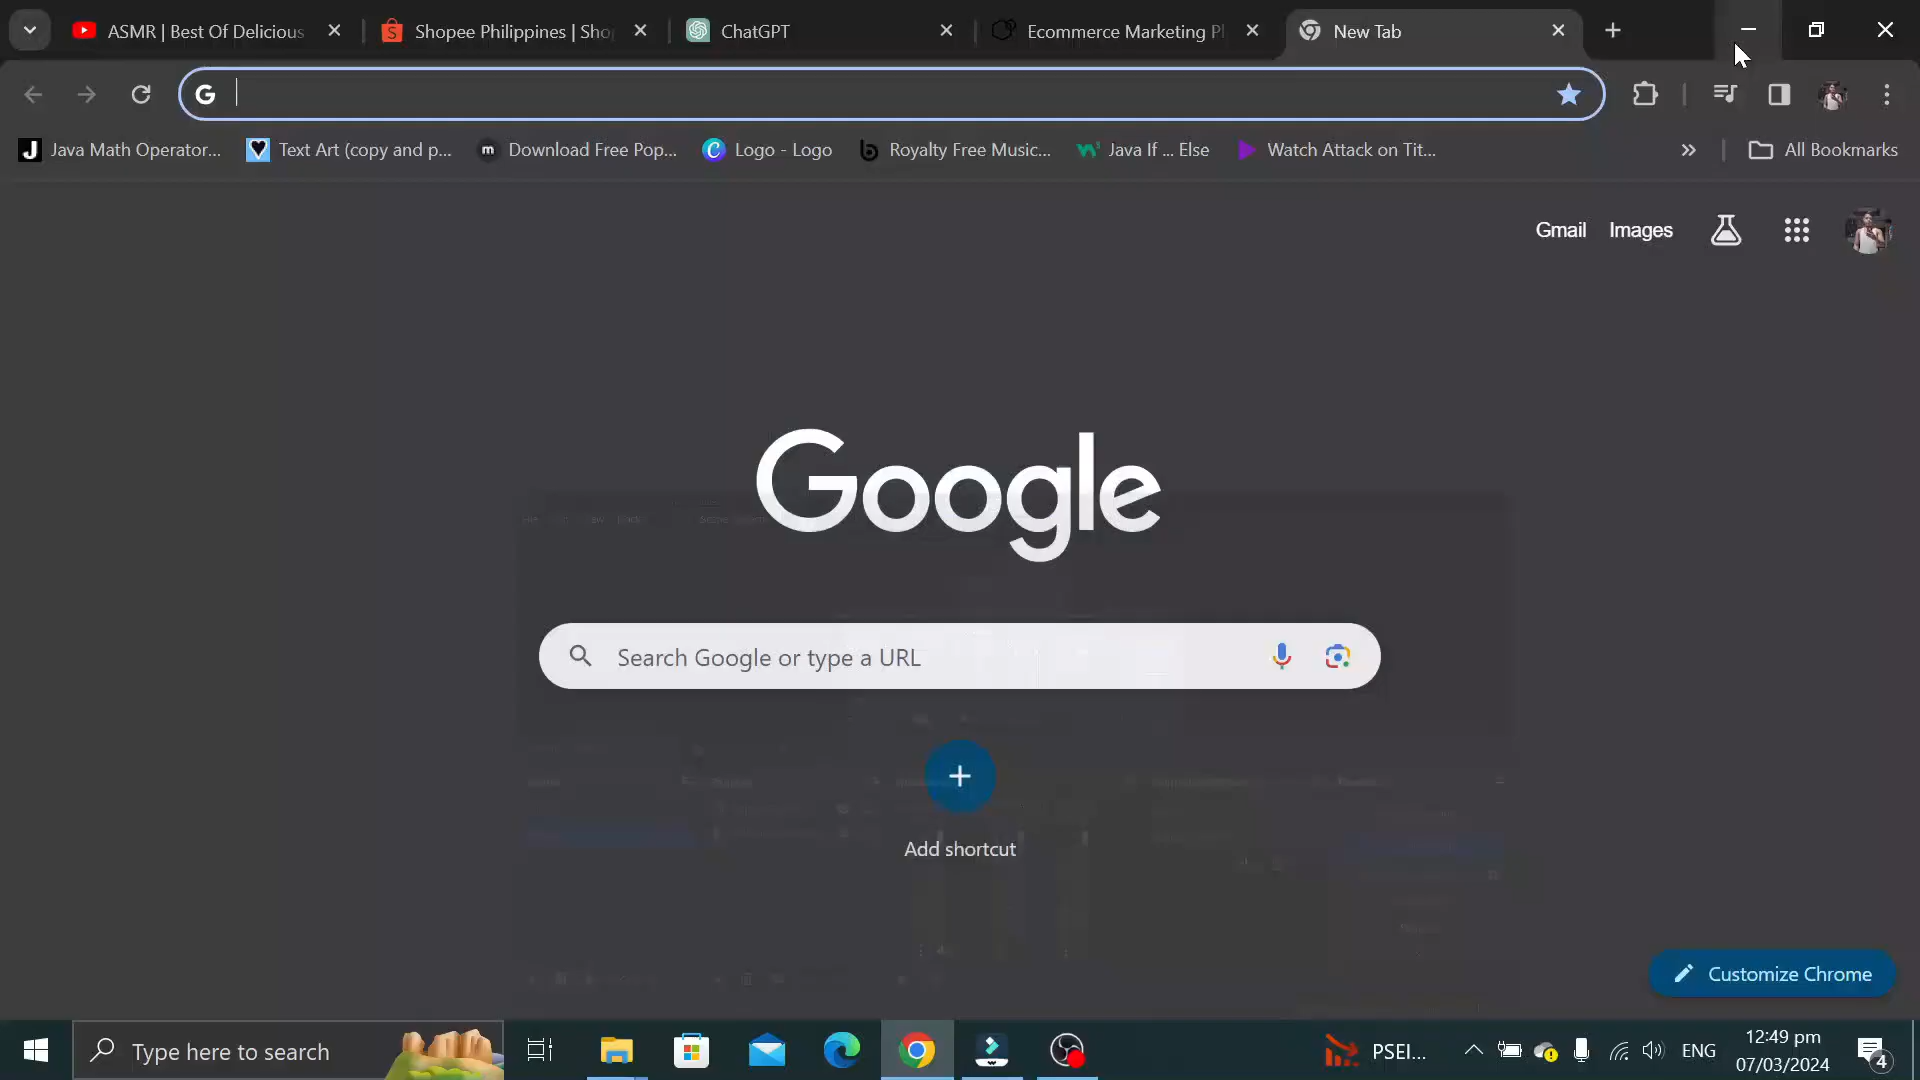 ASMR | Best Of Delicious
Shopee Philippines | Sho
ChatGPT
Ecommerce Marketing Pl
New Tab
Java Math Operator...
Text Art (copy and p...
Download Free Pop...
Logo - Logo
Royalty Free Music...
Java If ... Else
Watch Attack on Tit...
All Bookmarks
Gmail
Images
Google
Search Google or type a URL
Add shortcut
Customize Chrome
Type here to search
PSEI...
ENG
12:49 pm
07/03/2024
4